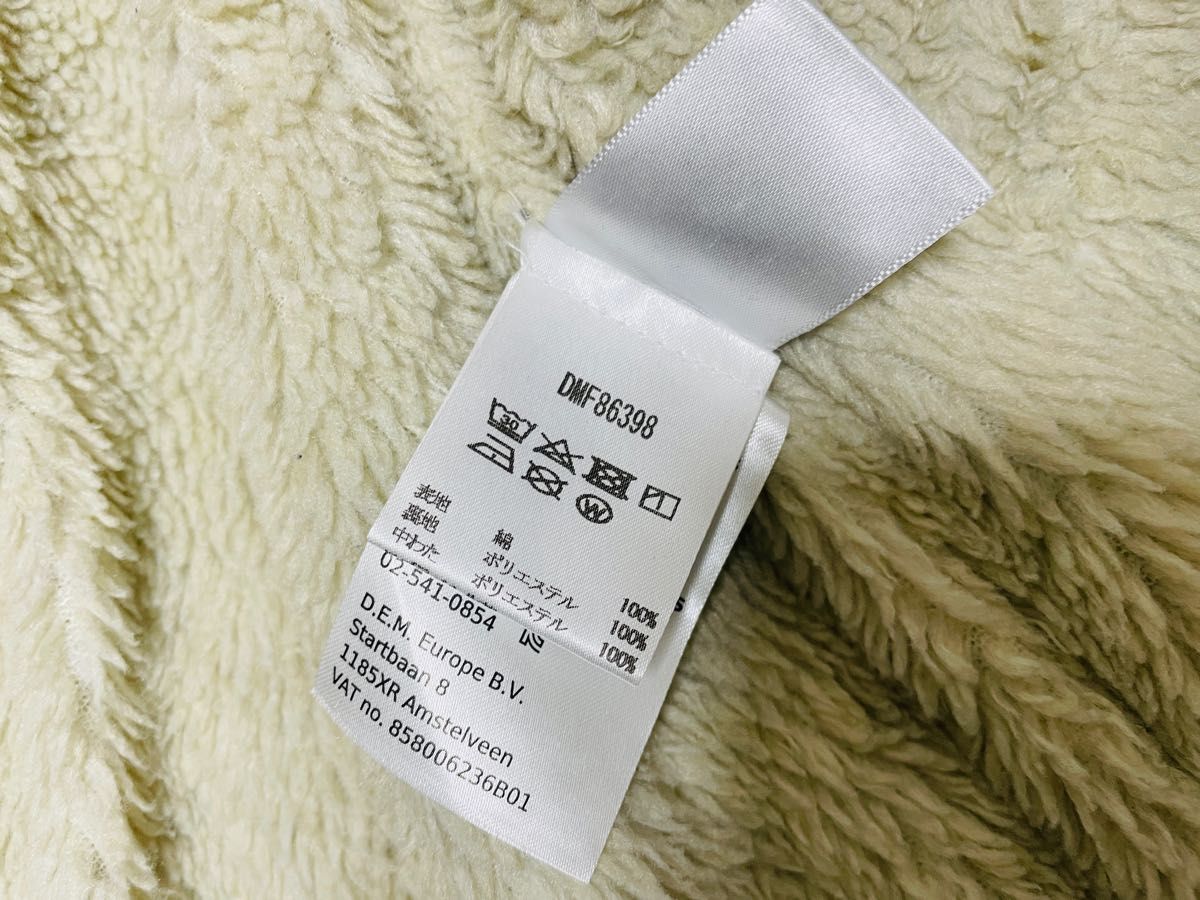 DMF86398
30
W
表地 綿 100%
裏地 ポリエステル 100%
中わた ポリエステル 100%
02-541-0854
D.E.M. Europe B.V.
Startbaan 8
1185XR Amstelveen
VAT no. 858006236B01